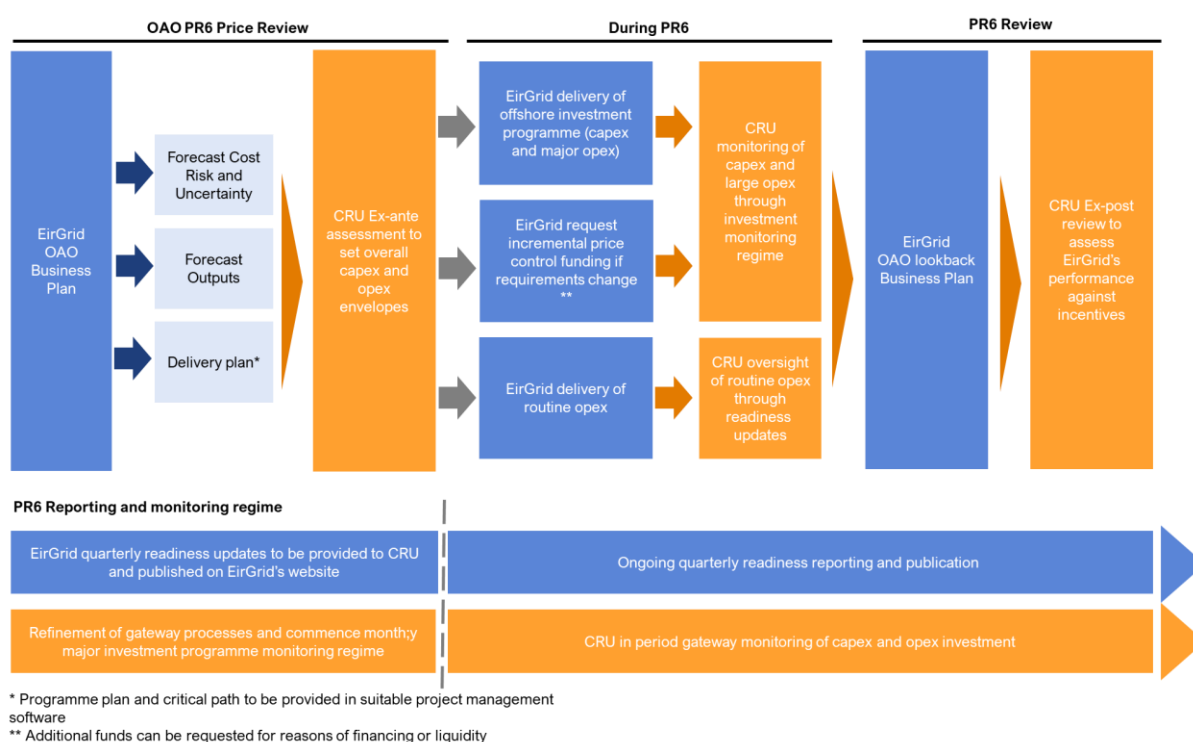 OAO PR6 Price Review
During PR6
PR6 Review
EirGrid
OAO
Business
Plan
Forecast Cost
Risk and
Uncertainty
Forecast
Outputs
Delivery plan*
CRU Ex-ante
assessment to
set overall
capex and
opex
envelopes
EirGrid delivery of
offshore investment
programme (capex
and major opex)
EirGrid request
incremental price
control funding if
requirements change
**
EirGrid delivery of
routine opex
CRU
monitoring of
capex and
large opex
through
investment
monitoring
regime
CRU oversight
of routine opex
through
readiness
updates
EirGrid
OAO lookback
Business Plan
CRU Ex-post
review to
assess
EirGrid's
performance
against
incentives
PR6 Reporting and monitoring regime
EirGrid quarterly readiness updates to be provided to CRU
and published on EirGrid's website
Ongoing quarterly readiness reporting and publication
Refinement of gateway processes and commence month;y
major investment programme monitoring regime
CRU in period gateway monitoring of capex and opex investment
* Programme plan and critical path to be provided in suitable project management
software
** Additional funds can be requested for reasons of financing or liquidity